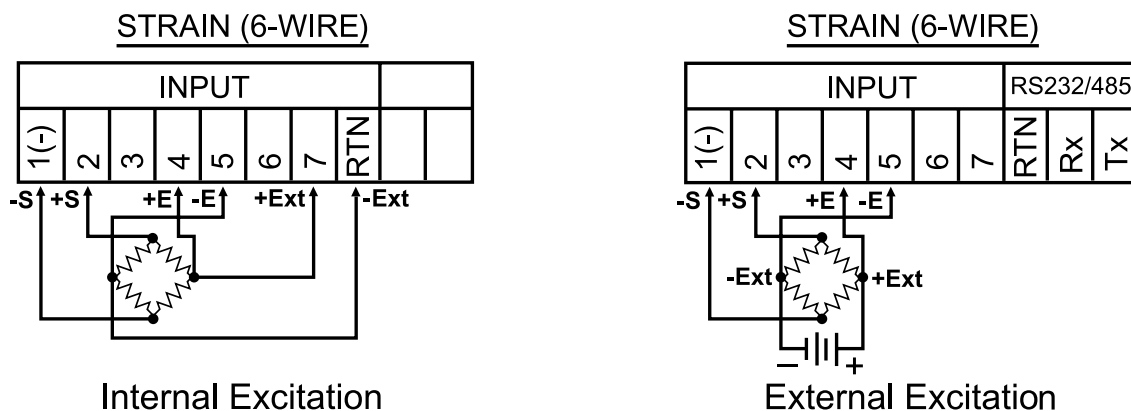 STRAIN (6-WIRE)
INPUT
1(-) 2 3 4 5 6 7 RTN
-S +S +E -E +Ext -Ext
Internal Excitation
STRAIN (6-WIRE)
INPUT RS232/485
1(-) 2 3 4 5 6 7 RTN Rx Tx
-S +S +E -E
-Ext +Ext
− +
External Excitation